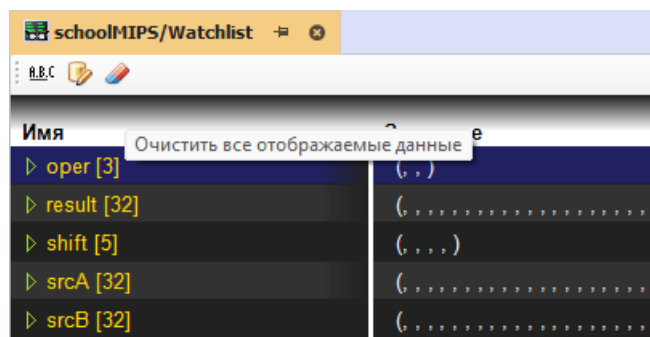 schoolMIPS/Watchlist
A.B.C
Имя
Очистить все отображаемые данные
oper [3] (, , )
result [32] (, , , , , , , , , , , , , , , , , , , ,
shift [5] (, , , , )
srcA [32] (, , , , , , , , , , , , , , , , , , , ,
srcB [32] (, , , , , , , , , , , , , , , , , , , ,